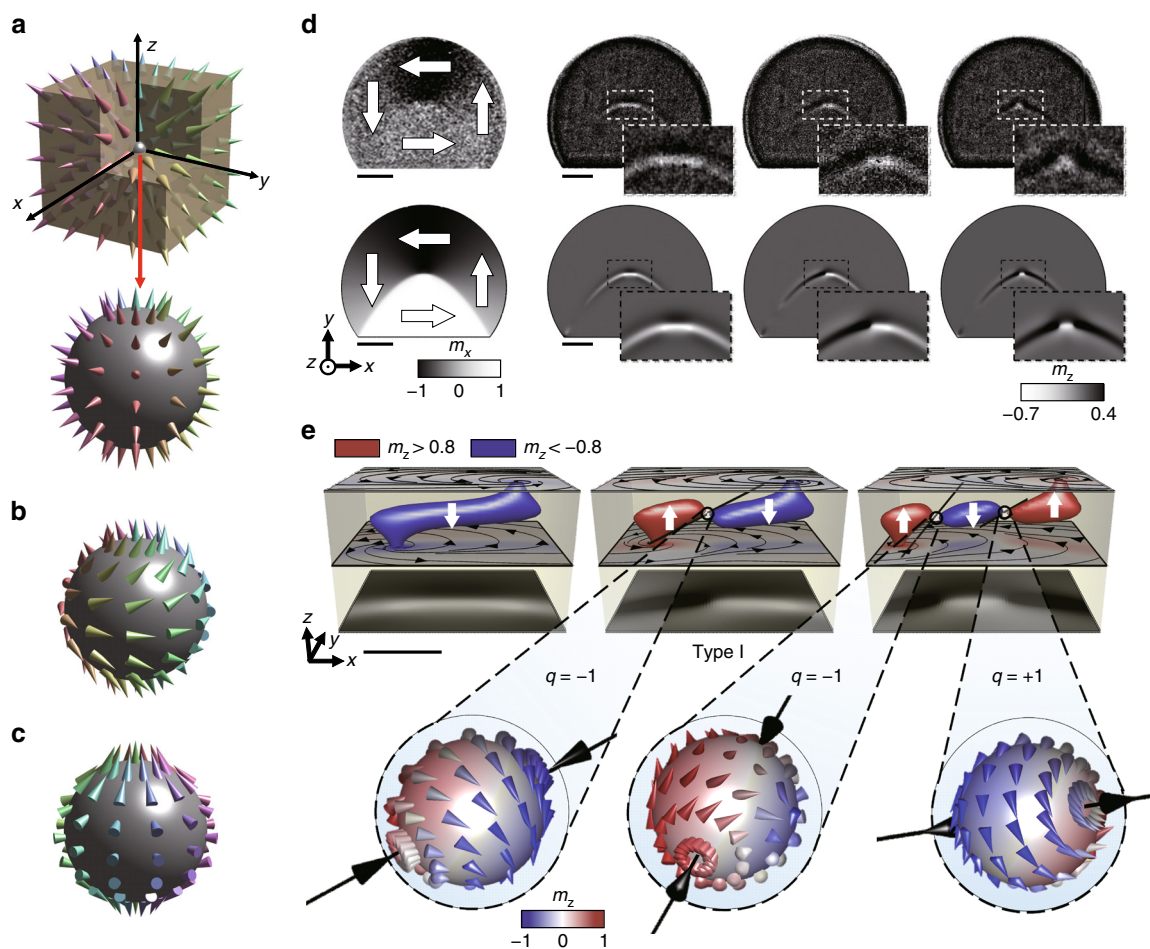 a
z
x
y
b
c
d
y
z
x
m_x
−1 0 1
m_z
−0.7 0.4
e
m_z > 0.8
m_z < −0.8
z
y
x
Type I
q = −1
q = −1
q = +1
m_z
−1 0 1